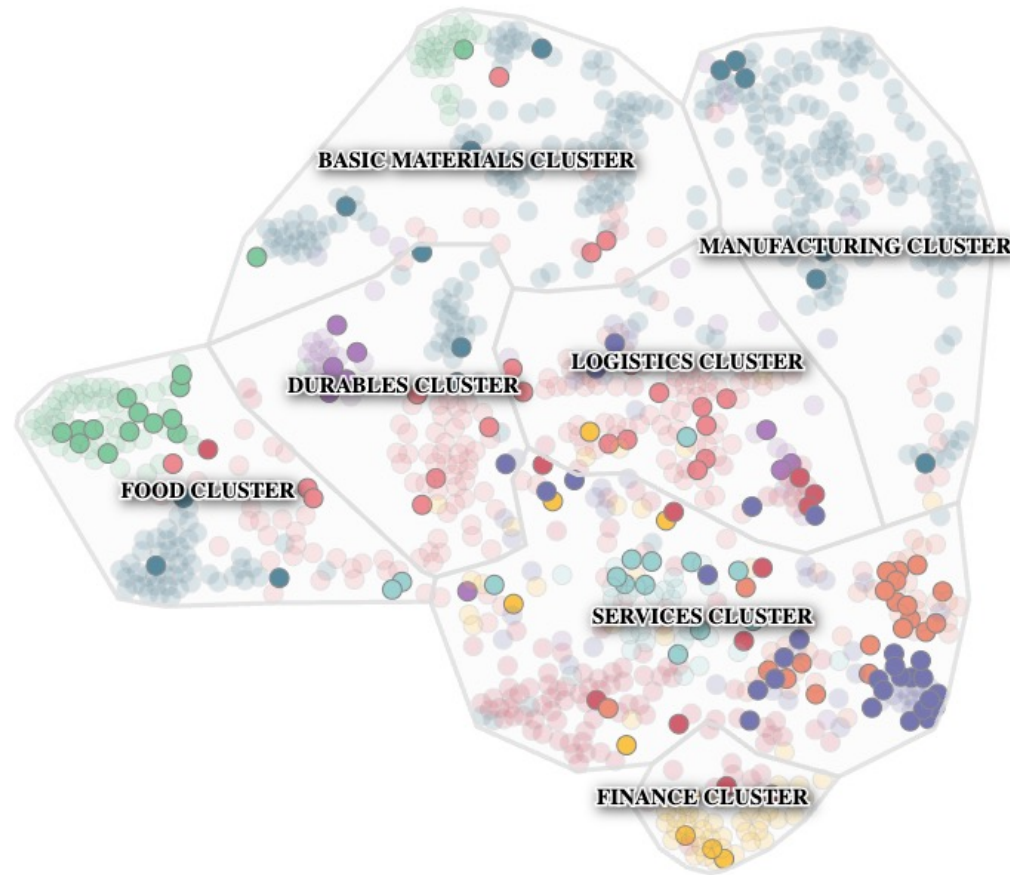 BASIC MATERIALS CLUSTER
MANUFACTURING CLUSTER
LOGISTICS CLUSTER
DURABLES CLUSTER
FOOD CLUSTER
SERVICES CLUSTER
FINANCE CLUSTER